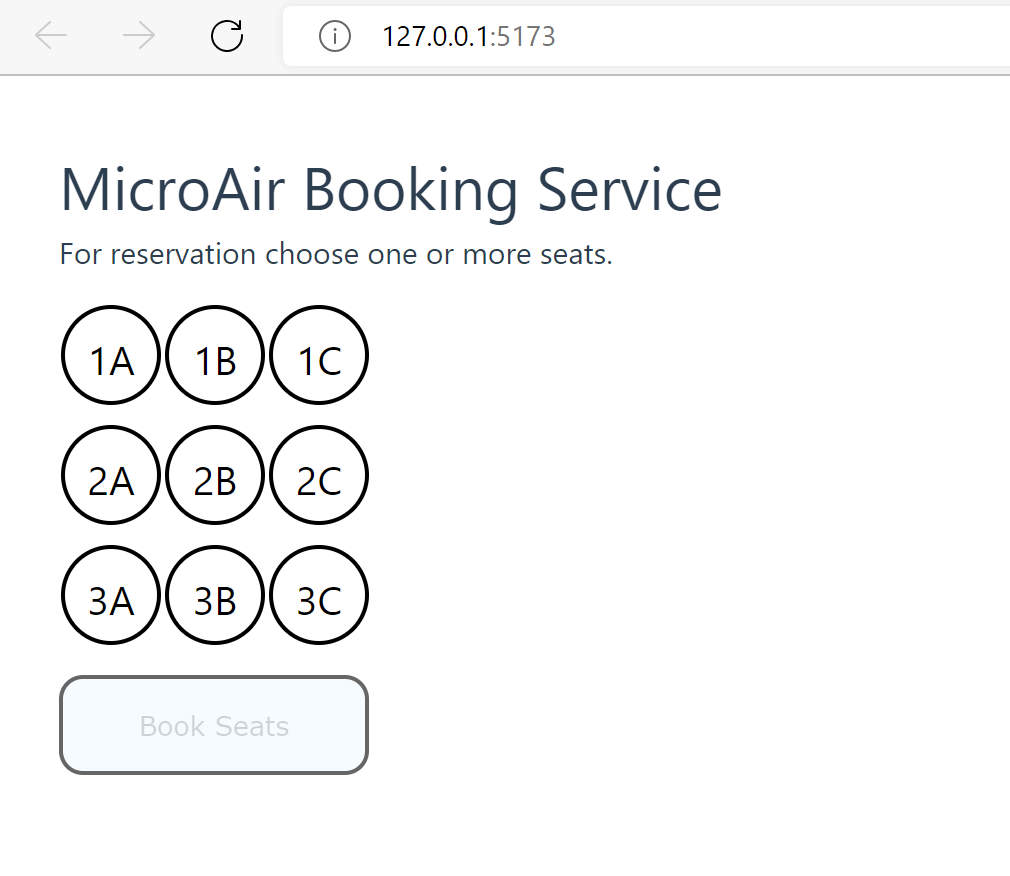 127.0.0.1:5173
MicroAir Booking Service
For reservation choose one or more seats.
1A 1B 1C
2A 2B 2C
3A 3B 3C
Book Seats